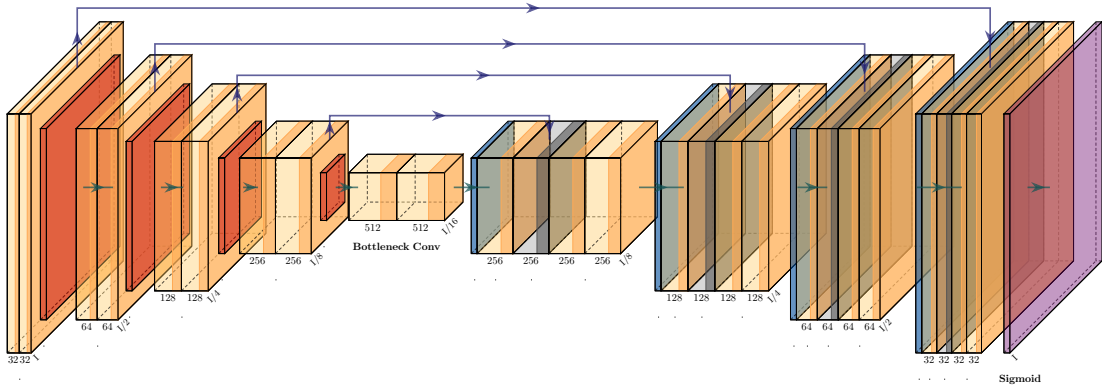 32 32 1
64 64 1/2
128 128 1/4
256 256 1/8
512 512 1/16
Bottleneck Conv
256 256 256 256 1/8
128 128 128 128 1/4
64 64 64 64 1/2
32 32 32 32
1
Sigmoid